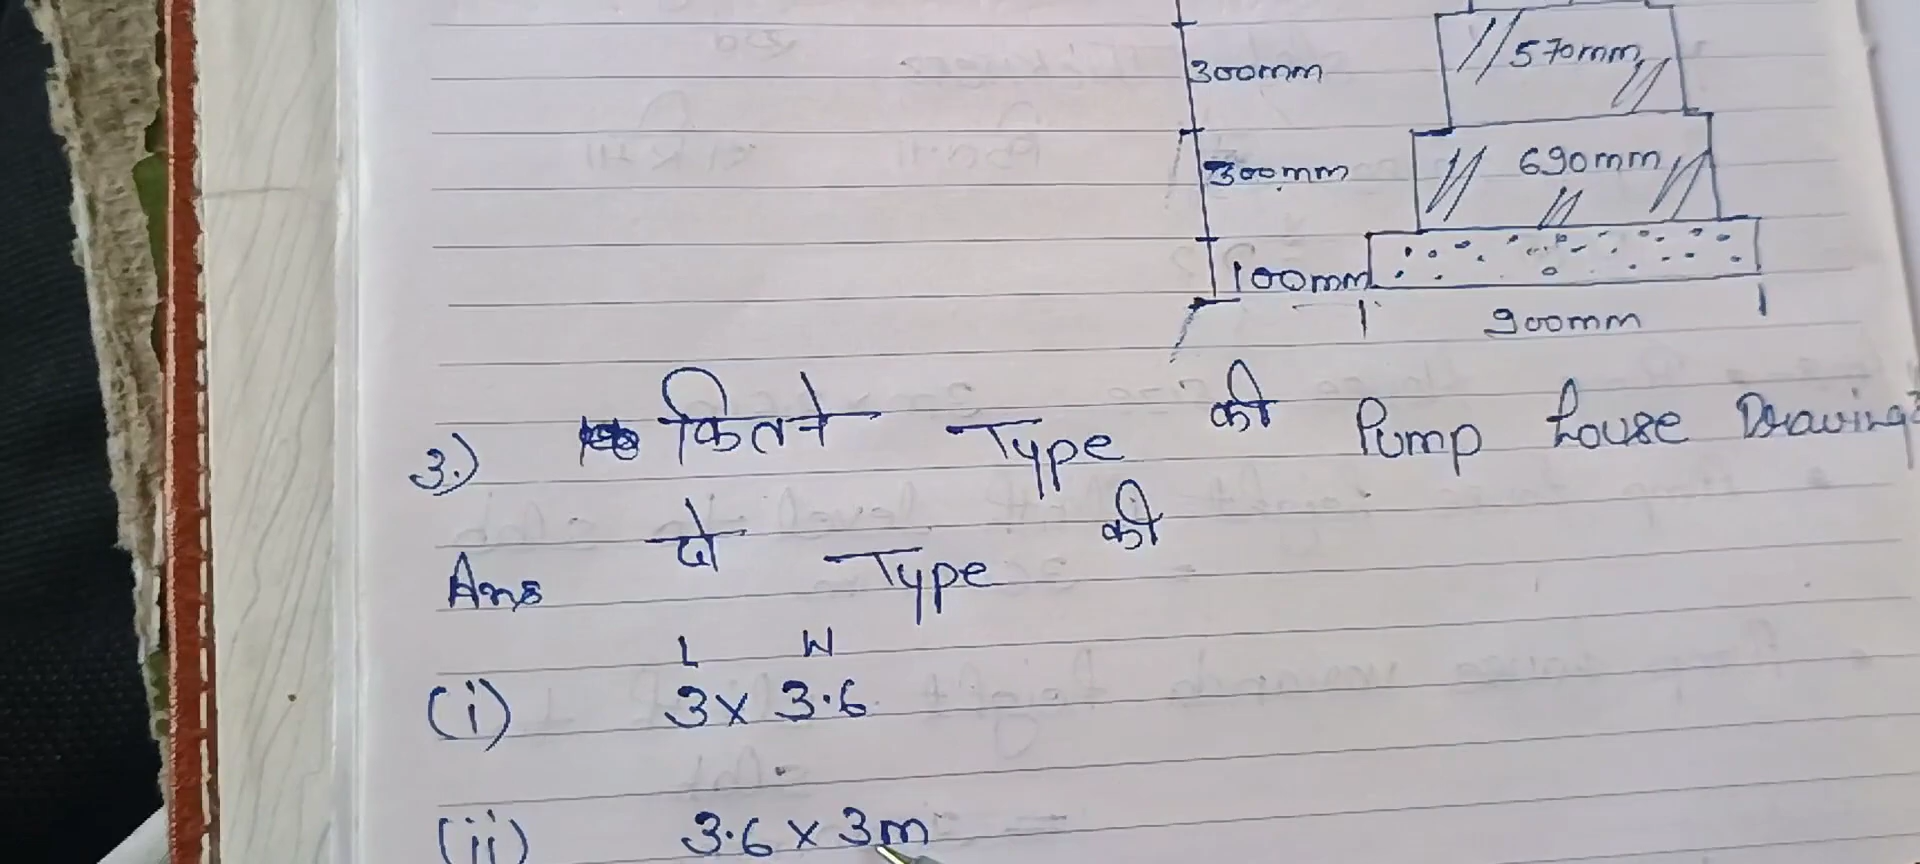 300mm
570mm
300mm
690mm
100mm
900mm
3.) कितने Type की Pump house Drawing
Ans दो Type की
L W
(i) 3 x 3.6
(ii) 3.6 x 3m